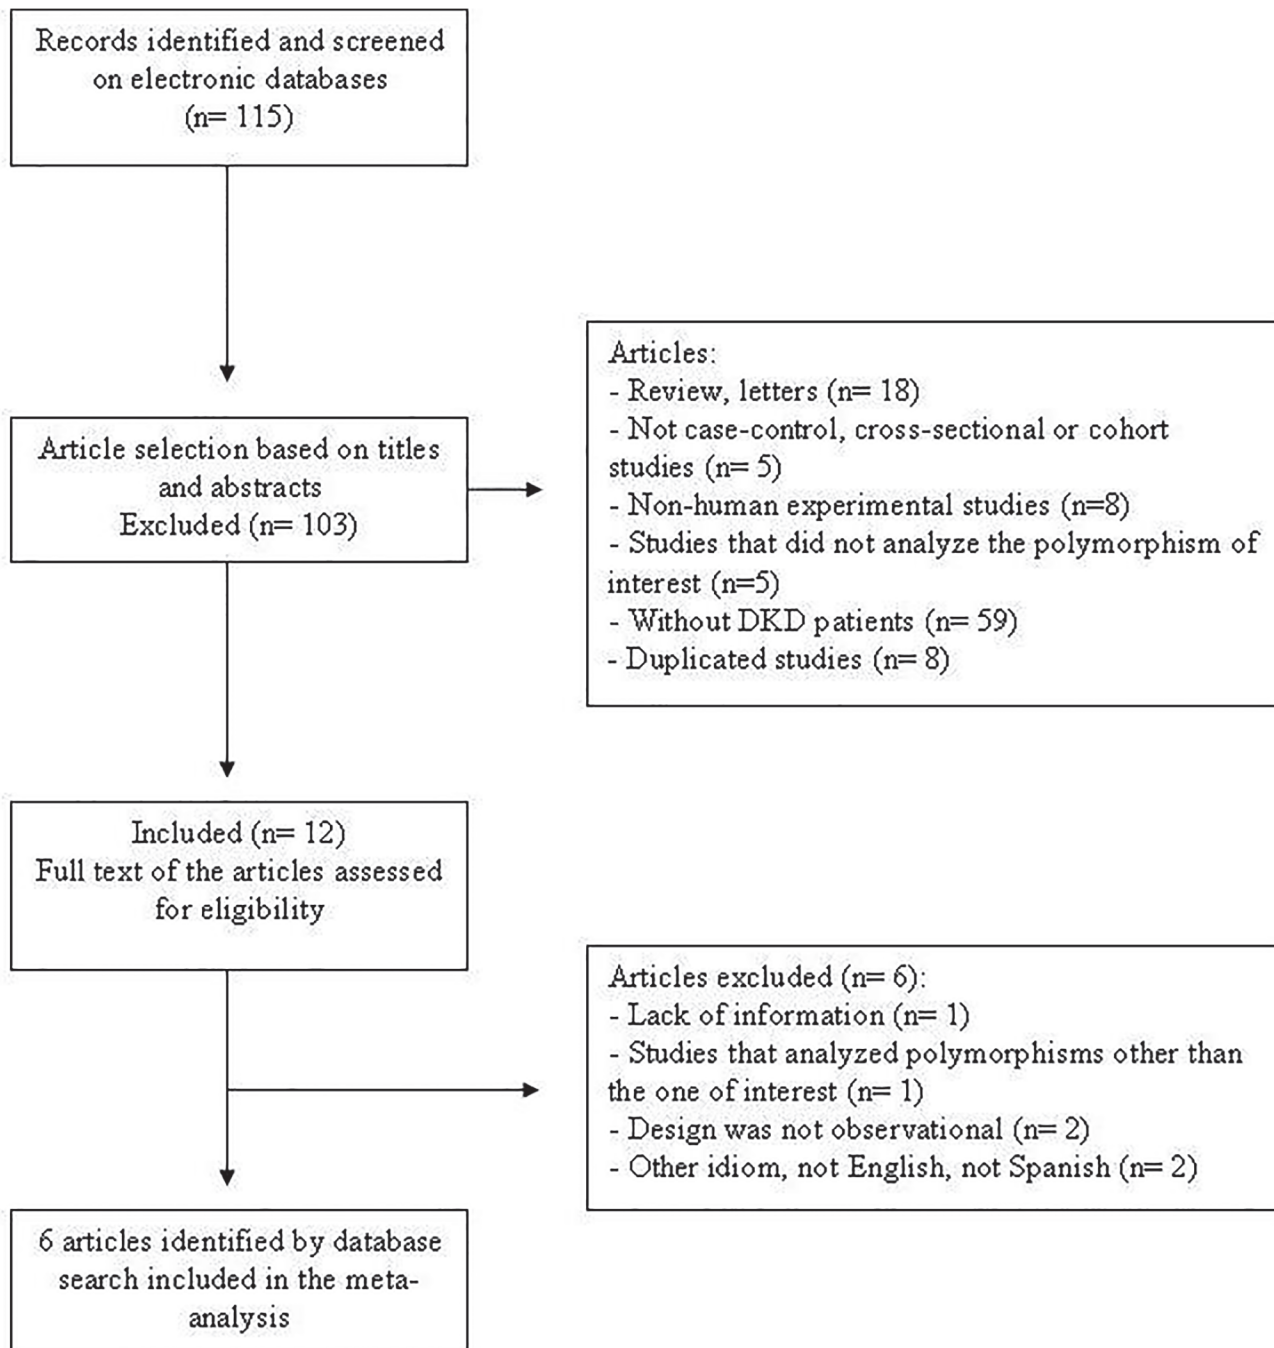 Records identified and screened
on electronic databases
(n= 115)
Articles:
- Review, letters (n= 18)
- Not case-control, cross-sectional or cohort
studies (n= 5)
- Non-human experimental studies (n=8)
- Studies that did not analyze the polymorphism of
interest (n=5)
- Without DKD patients (n= 59)
- Duplicated studies (n= 8)
Article selection based on titles
and abstracts
Excluded (n= 103)
Included (n= 12)
Full text of the articles assessed
for eligibility
Articles excluded (n= 6):
- Lack of information (n= 1)
- Studies that analyzed polymorphisms other than
the one of interest (n= 1)
- Design was not observational (n= 2)
- Other idiom, not English, not Spanish (n= 2)
6 articles identified by database
search included in the meta-
analysis